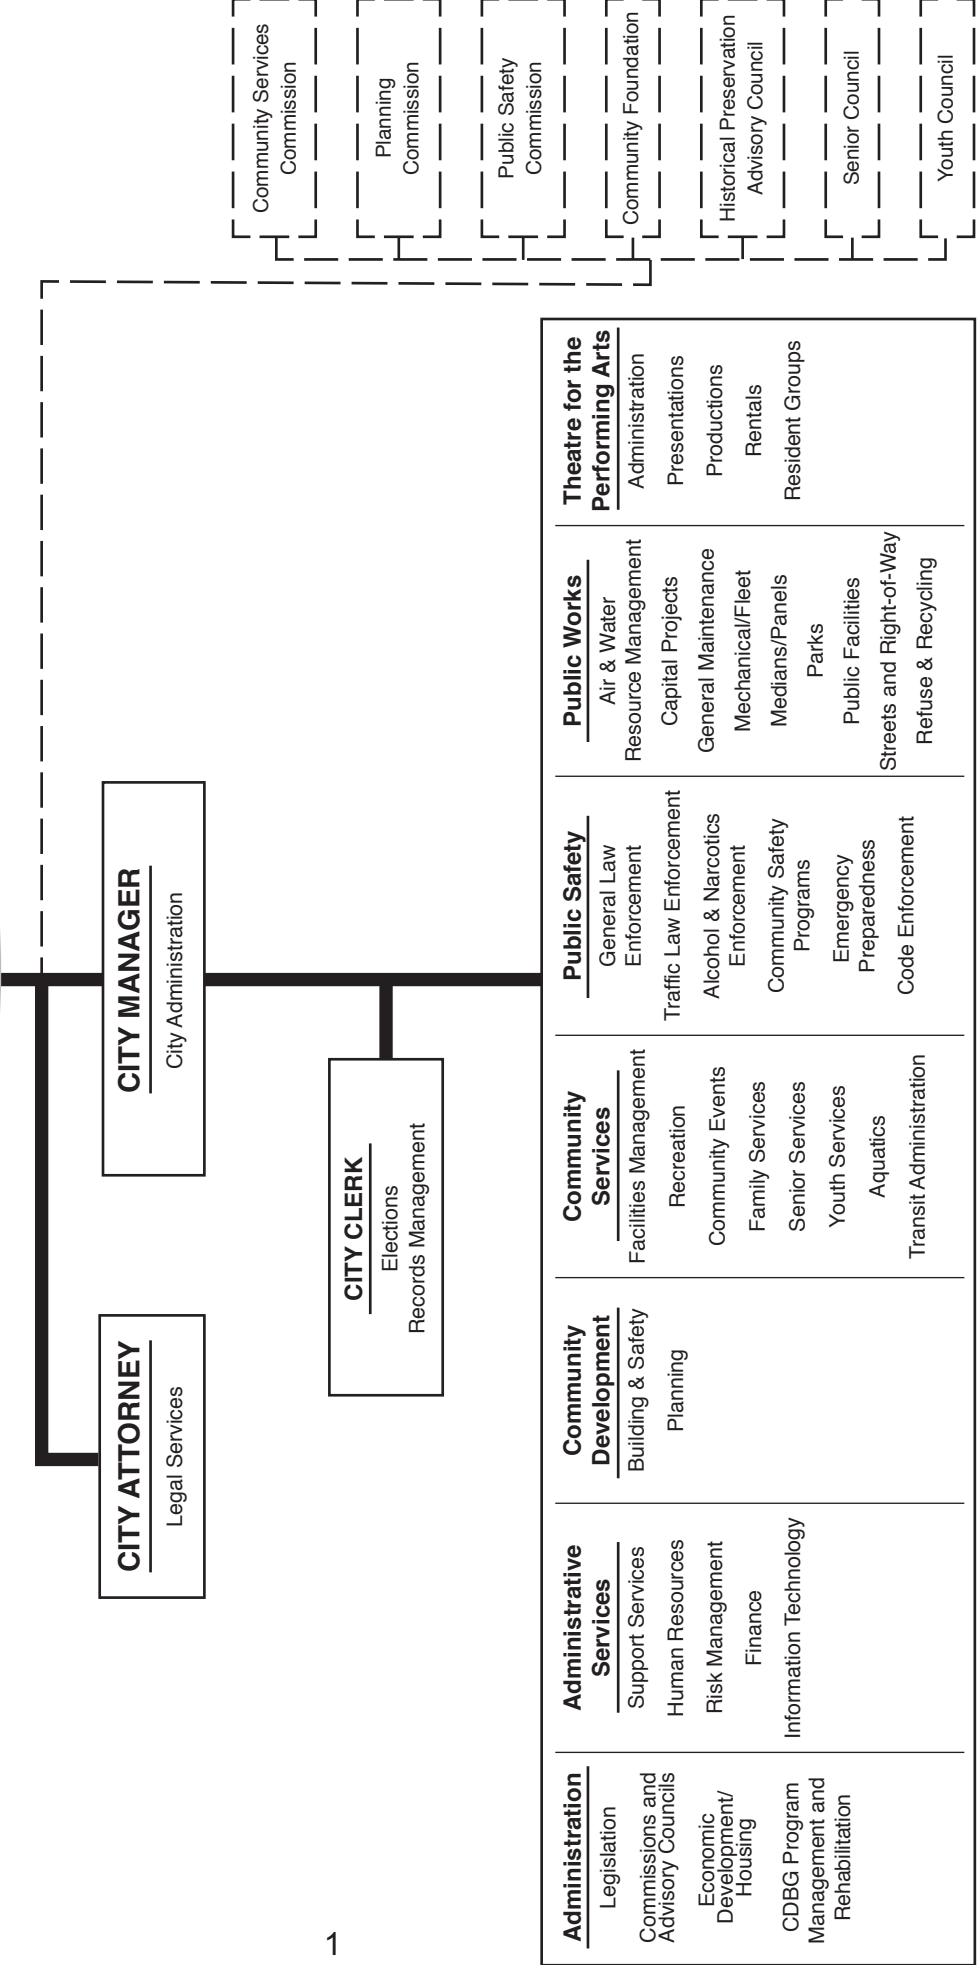 CITY ATTORNEY
Legal Services
CITY MANAGER
City Administration
CITY CLERK
Elections
Records Management
Community Services
Commission
Planning
Commission
Public Safety
Commission
Community Foundation
Historical Preservation
Advisory Council
Senior Council
Youth Council
Administration
Legislation
Commissions and
Advisory Councils
Economic
Development/
Housing
CDBG Program
Management and
Rehabilitation
Administrative
Services
Support Services
Human Resources
Risk Management
Finance
Information Technology
Community
Development
Building & Safety
Planning
Community
Services
Facilities Management
Recreation
Community Events
Family Services
Senior Services
Youth Services
Aquatics
Transit Administration
Public Safety
General Law
Enforcement
Traffic Law Enforcement
Alcohol & Narcotics
Enforcement
Community Safety
Programs
Emergency
Preparedness
Code Enforcement
Public Works
Air & Water
Resource Management
Capital Projects
General Maintenance
Mechanical/Fleet
Medians/Panels
Parks
Public Facilities
Streets and Right-of-Way
Refuse & Recycling
Theatre for the
Performing Arts
Administration
Presentations
Productions
Rentals
Resident Groups
1